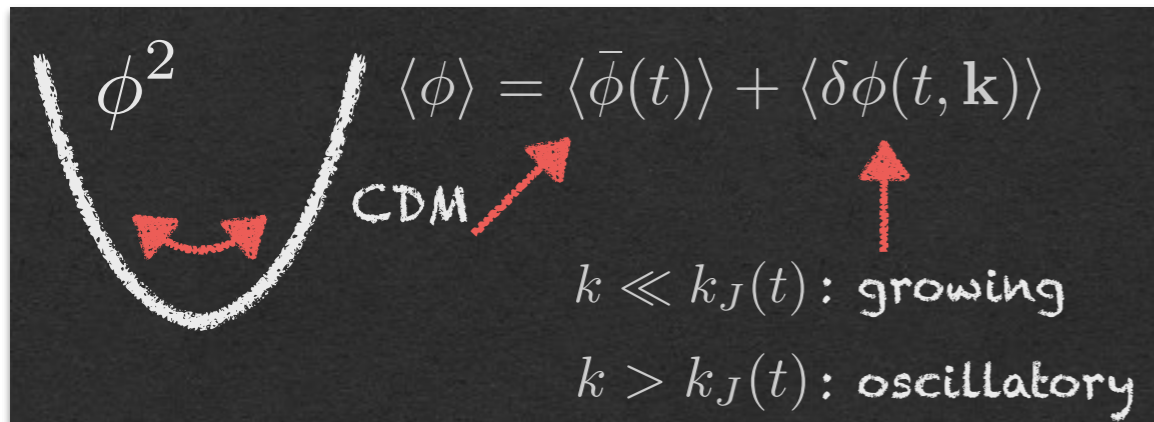 ϕ² ⟨ϕ⟩ = ⟨ϕ̄(t)⟩ + ⟨δϕ(t, k)⟩
CDM
k ≪ k_J(t) : growing
k > k_J(t) : oscillatory